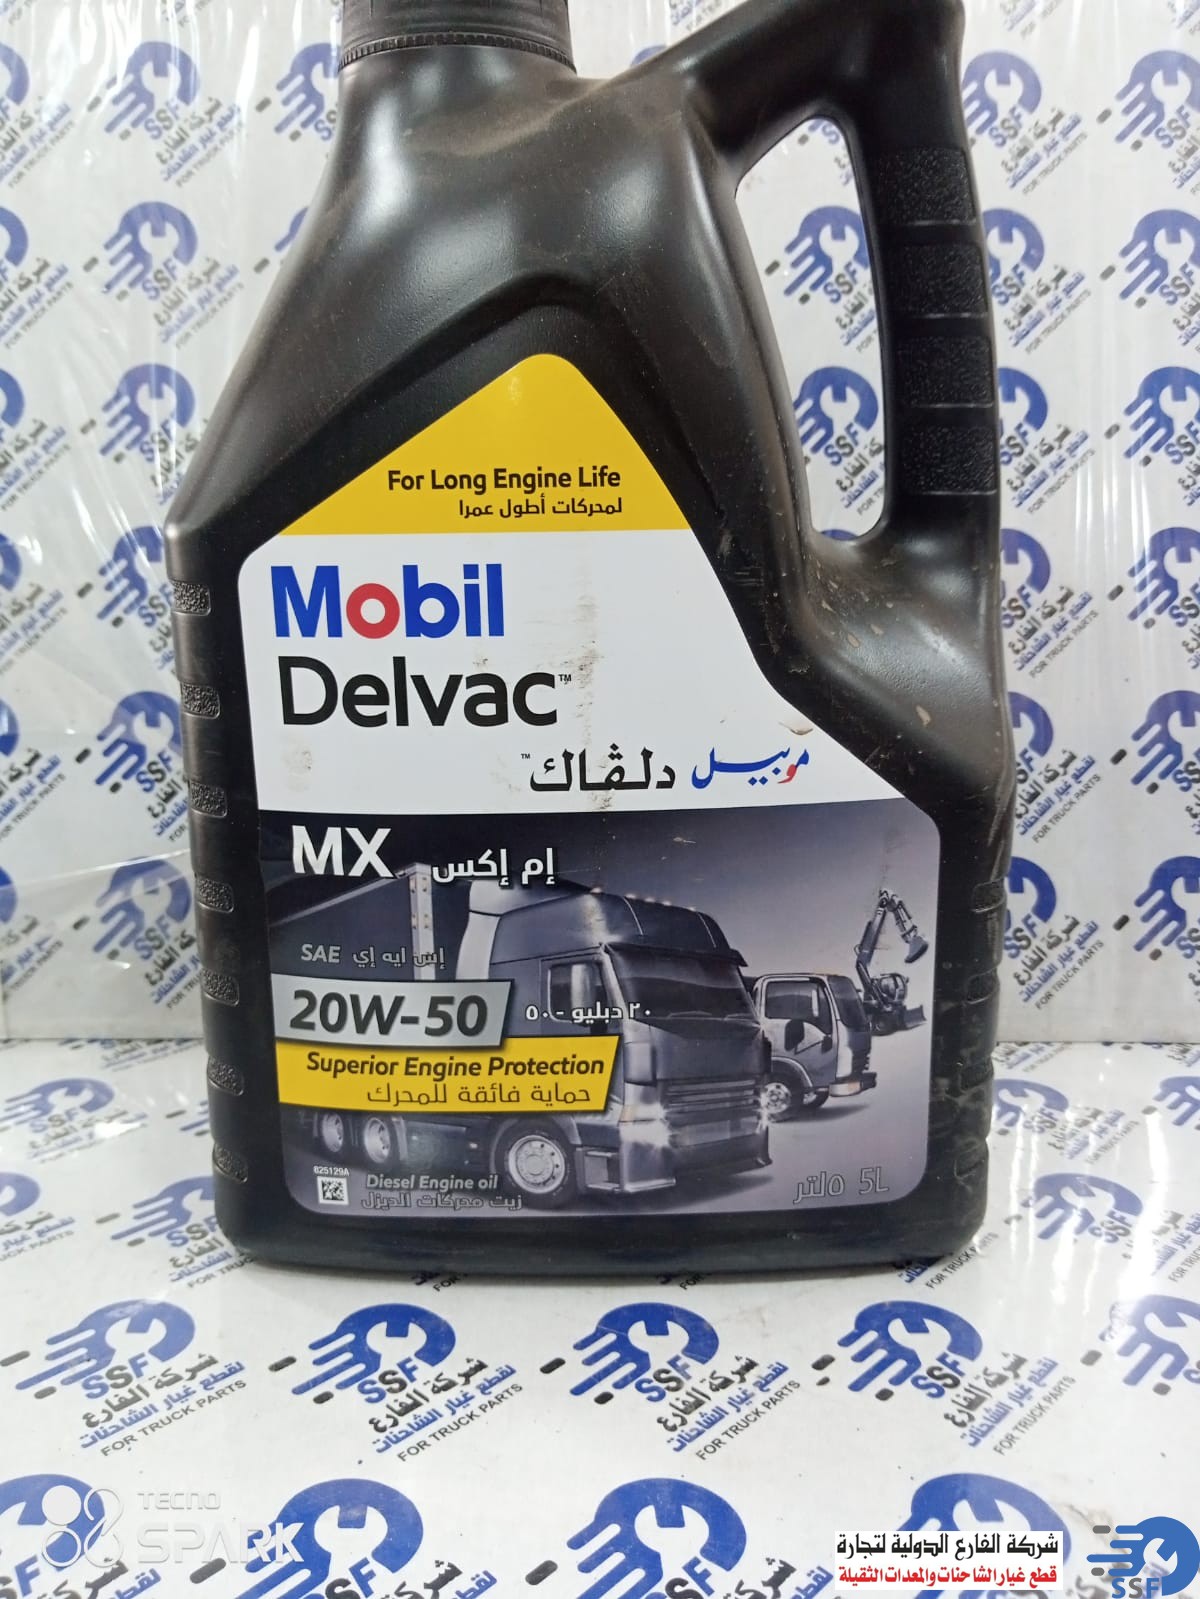 For Long Engine Life
لمحركات أطول عمرا
Mobil
Delvac™
موبيل دلڤاك™
MX إم إكس
SAE إس ايه إي
20W-50 ٢٠ دبليو - ٥٠
Superior Engine Protection
حماية فائقة للمحرك
825129A
Diesel Engine oil
زيت محركات الديزل
5L ٥ لتر
SSF
شركة الفارع
لقطع غيار الشاحنات
FOR TRUCK PARTS
TECNO
SPARK
شركة الفارع الدولية لتجارة
قطع غيار الشاحنات والمعدات الثقيلة
SSF